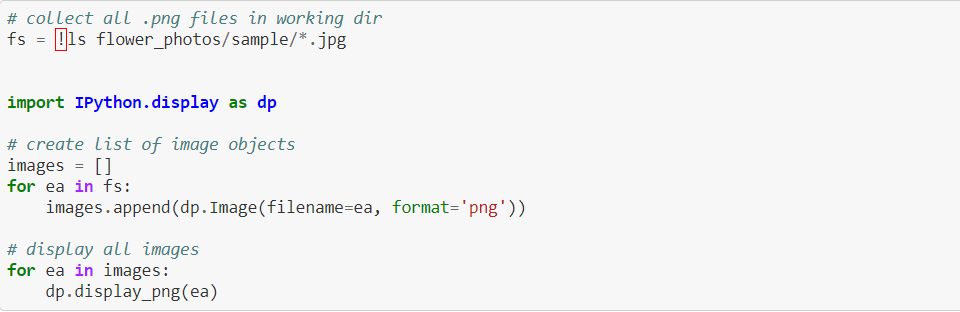 # collect all .png files in working dir
fs = !ls flower_photos/sample/*.jpg
import IPython.display as dp
# create list of image objects
images = []
for ea in fs:
    images.append(dp.Image(filename=ea, format='png'))
# display all images
for ea in images:
    dp.display_png(ea)